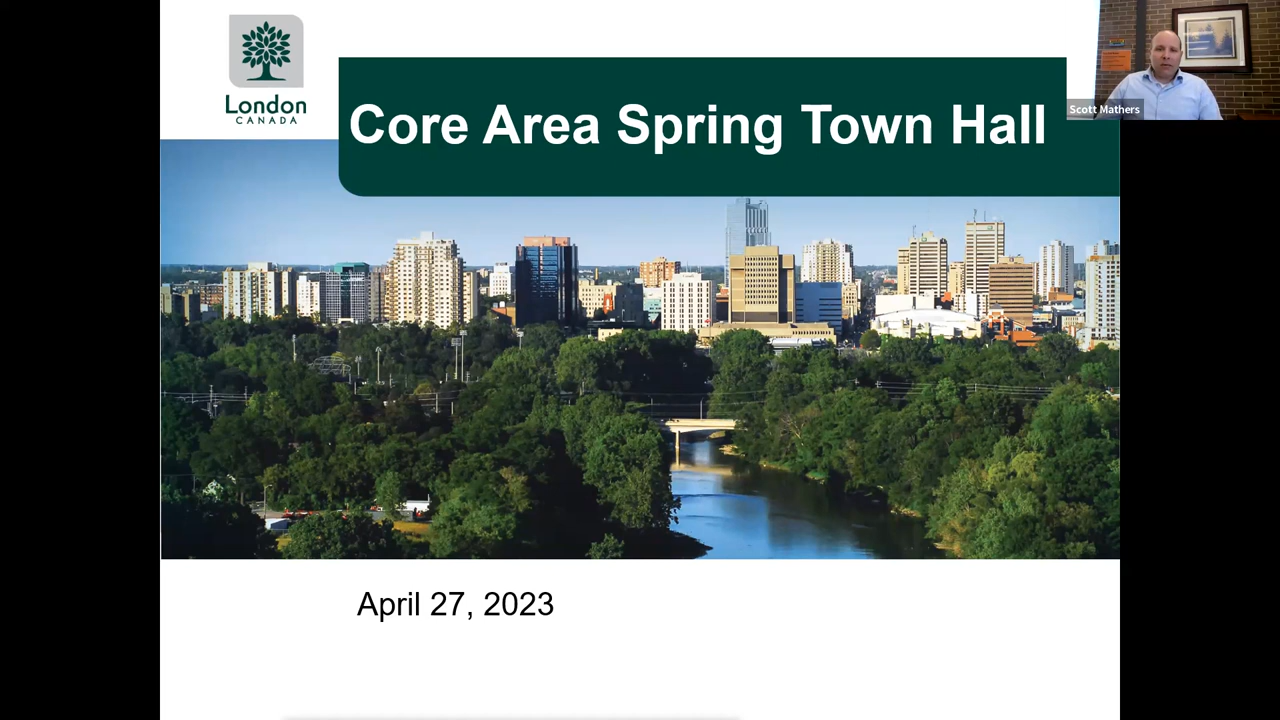 London
CANADA
Core Area Spring Town Hall
Scott Mathers
April 27, 2023